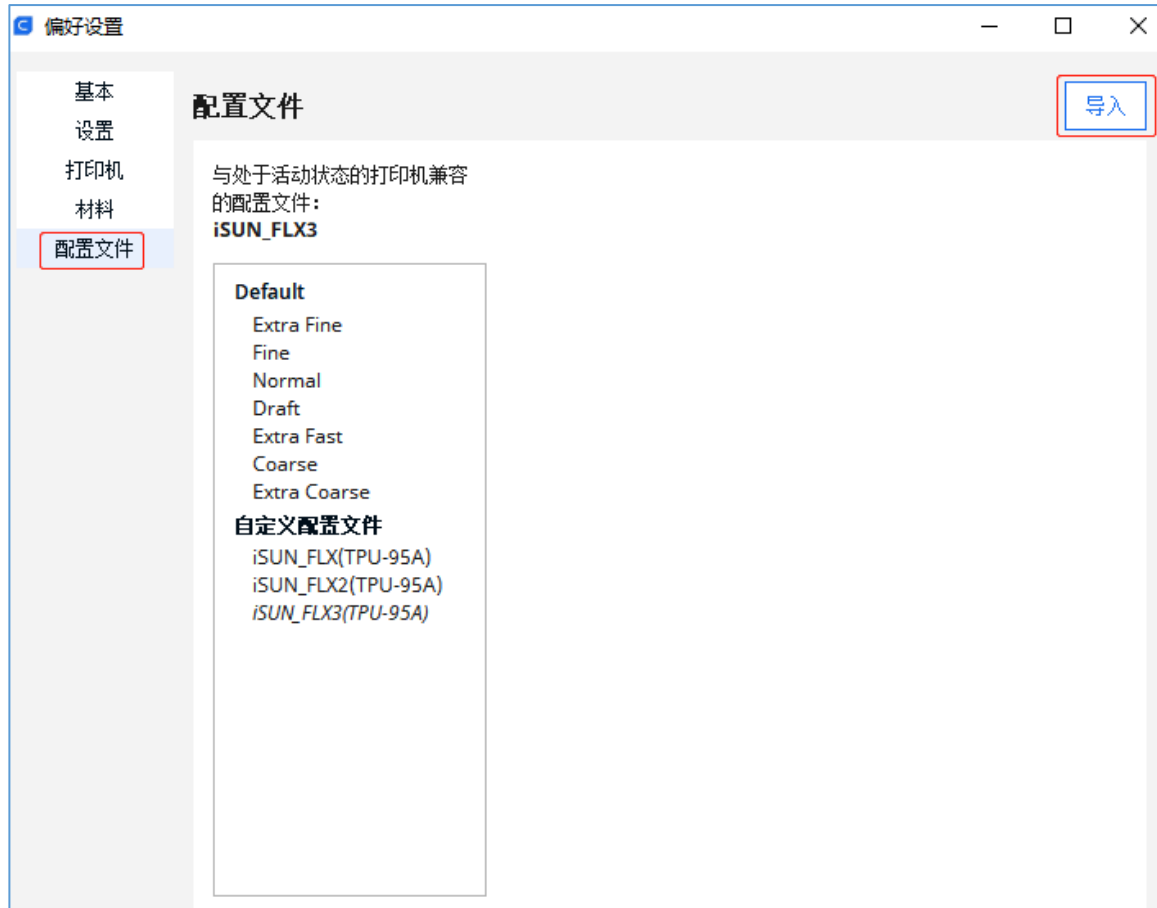 偏好设置
基本
设置
打印机
材料
配置文件
配置文件
导入
与处于活动状态的打印机兼容
的配置文件：
iSUN_FLX3
Default
Extra Fine
Fine
Normal
Draft
Extra Fast
Coarse
Extra Coarse
自定义配置文件
iSUN_FLX(TPU-95A)
iSUN_FLX2(TPU-95A)
iSUN_FLX3(TPU-95A)